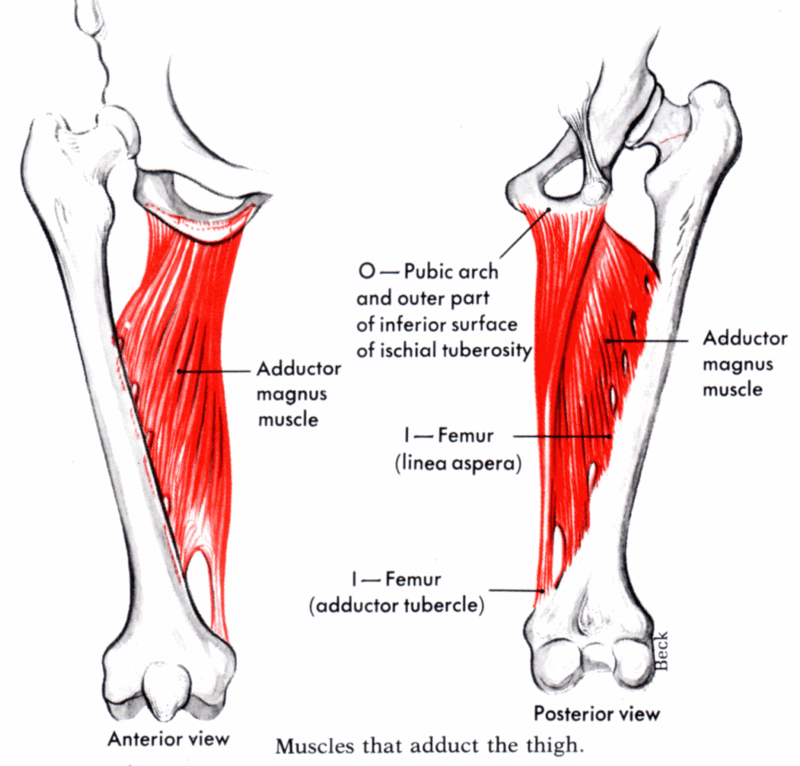 O — Pubic arch
and outer part
of inferior surface
of ischial tuberosity
Adductor
magnus
muscle
Adductor
magnus
muscle
I — Femur
(linea aspera)
I — Femur
(adductor tubercle)
Beck
Posterior view
Anterior view
Muscles that adduct the thigh.